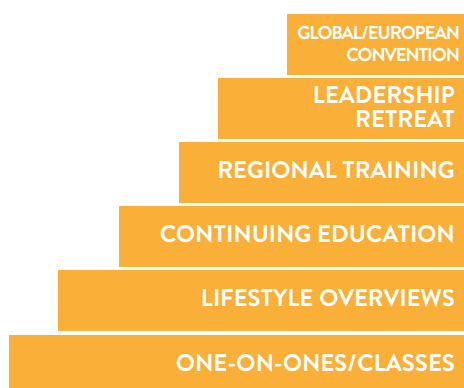 GLOBAL/EUROPEAN
CONVENTION
LEADERSHIP
RETREAT
REGIONAL TRAINING
CONTINUING EDUCATION
LIFESTYLE OVERVIEWS
ONE-ON-ONES/CLASSES